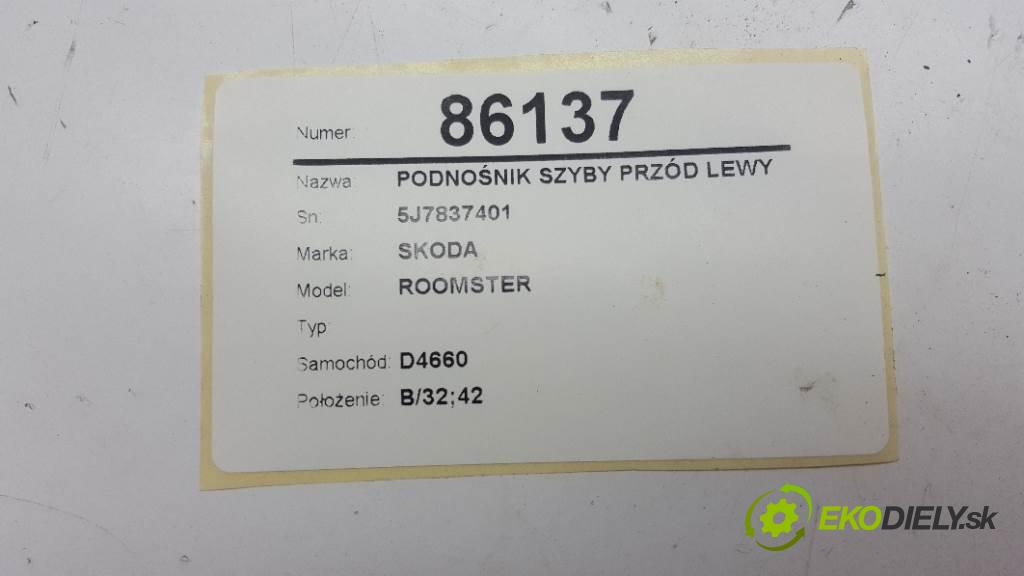 Numer: 86137
Nazwa: PODNOŚNIK SZYBY PRZÓD LEWY
Sn: 5J7837401
Marka: SKODA
Model: ROOMSTER
Typ:
Samochód: D4660
Położenie: B/32;42
EKODIELY.sk